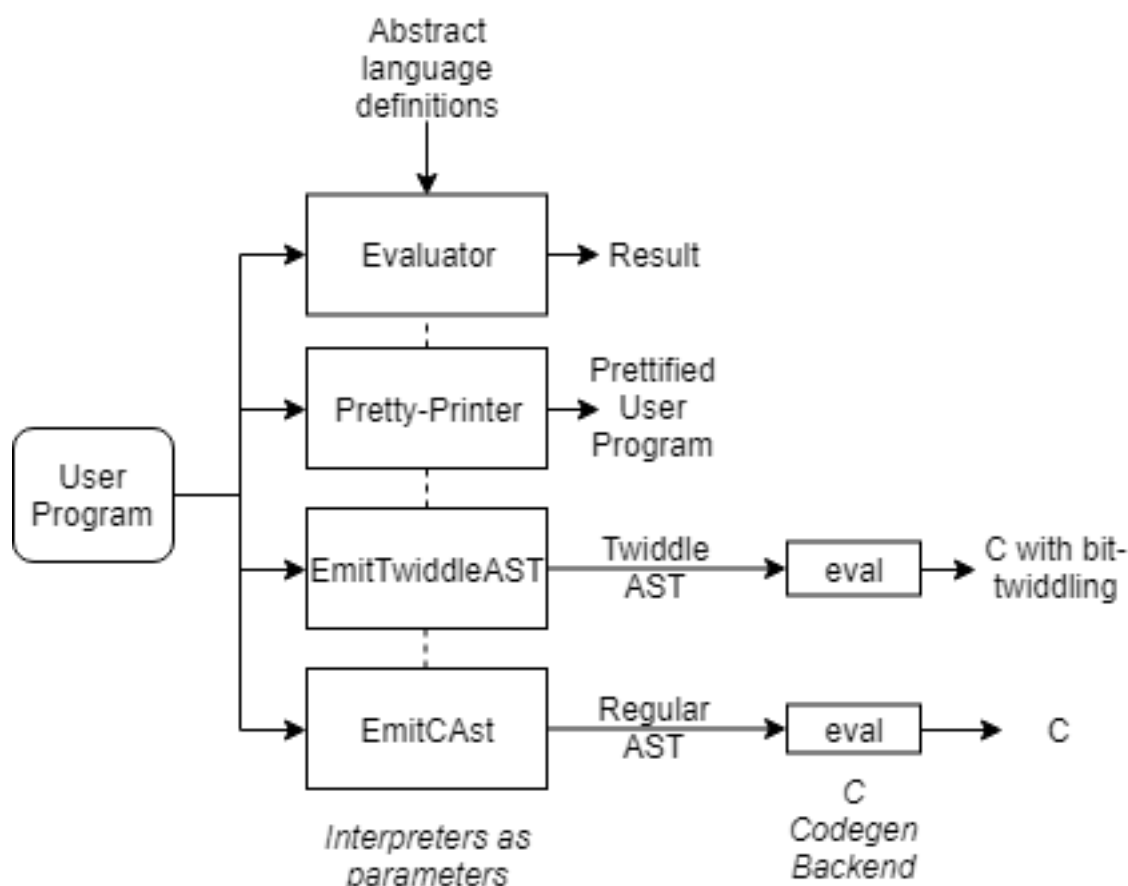 Abstract
language
definitions
Evaluator
Result
Pretty-Printer
Prettified
User
Program
User
Program
EmitTwiddleAST
Twiddle
AST
eval
C with bit-
twiddling
EmitCAst
Regular
AST
eval
C
Interpreters as
parameters
C
Codegen
Backend